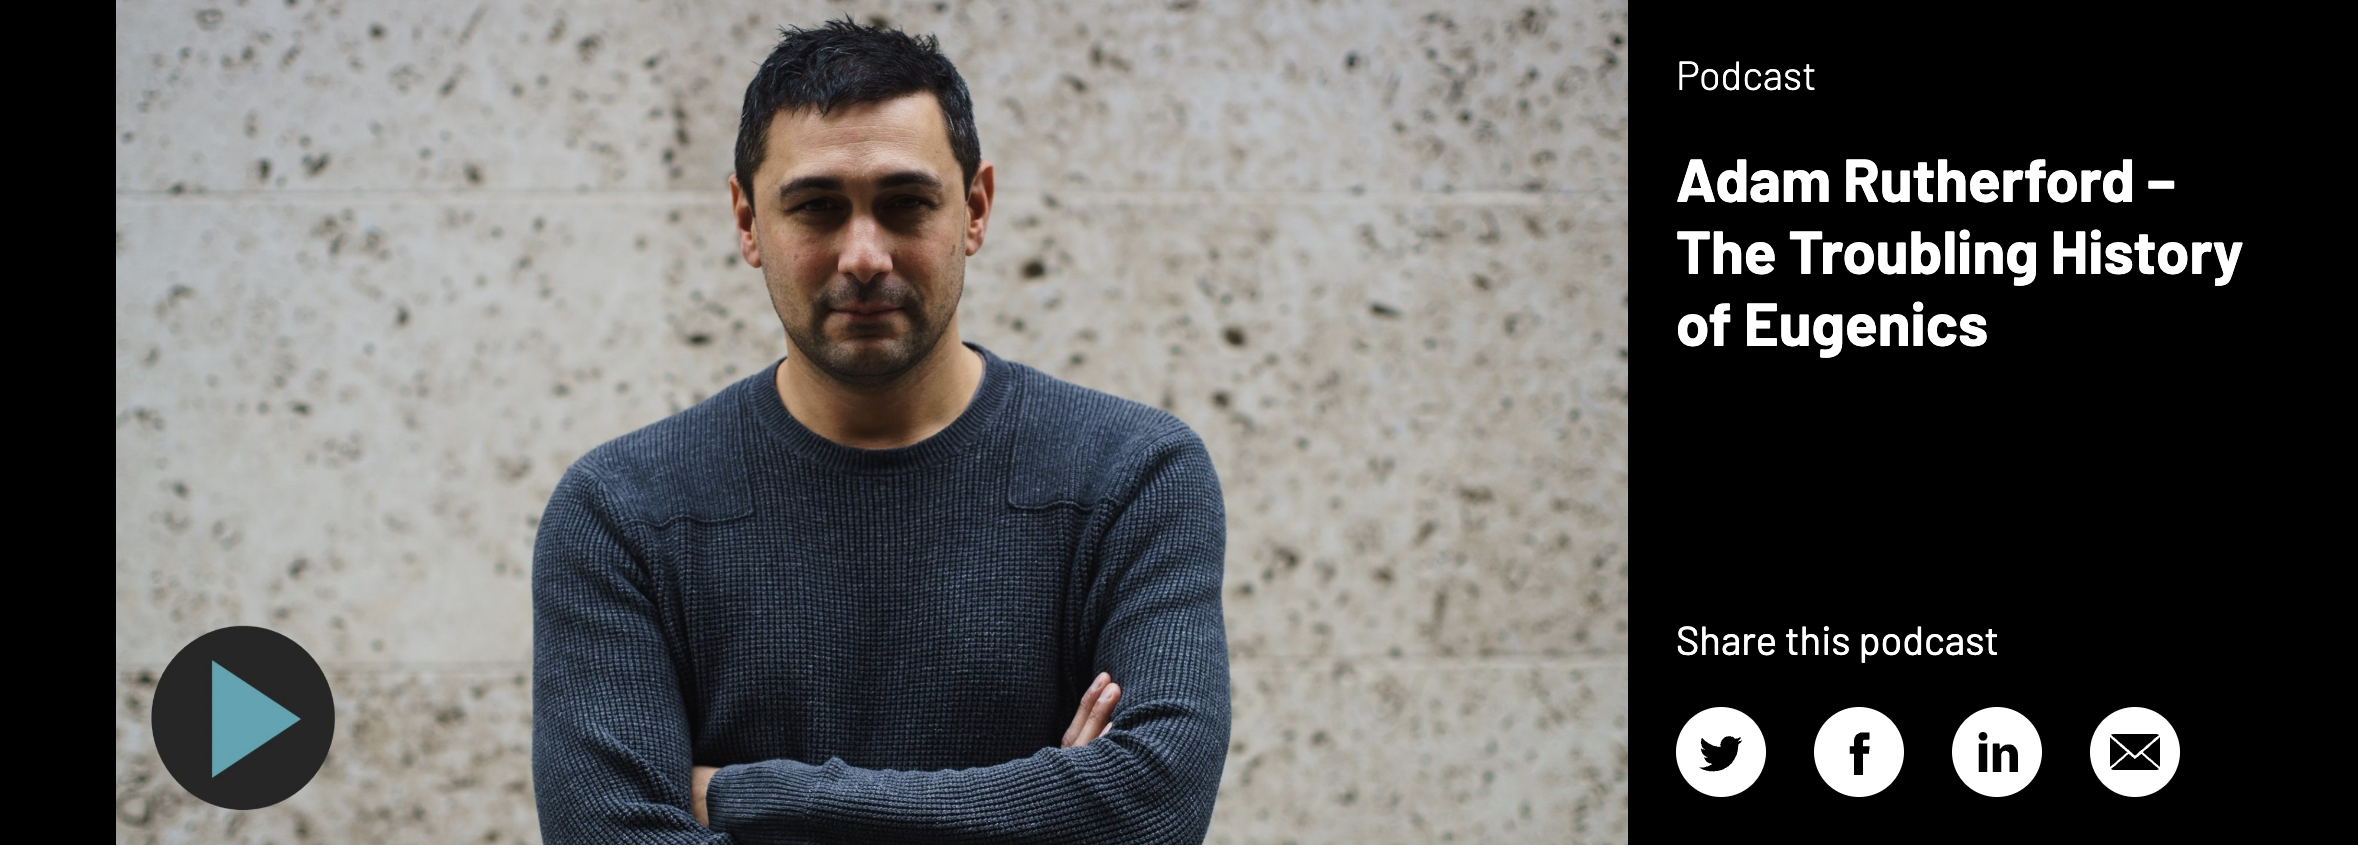 Podcast
Adam Rutherford –
The Troubling History
of Eugenics
Share this podcast
f
in